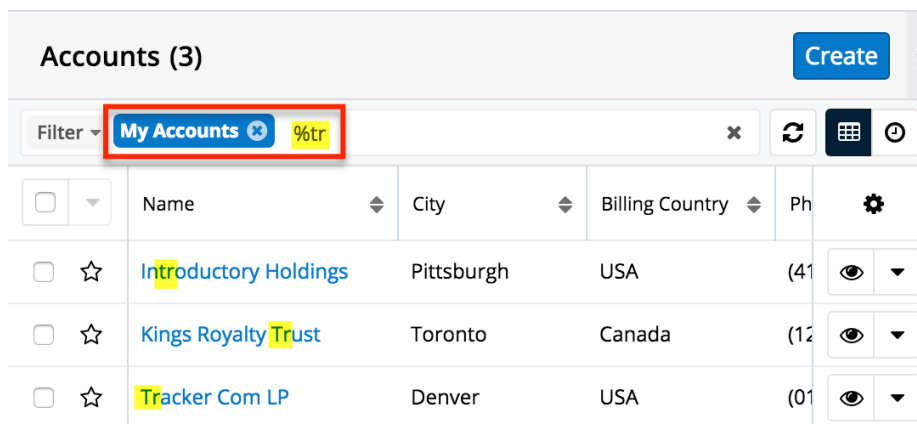 Accounts (3) Create
Filter My Accounts %tr
Name City Billing Country Ph
Introductory Holdings Pittsburgh USA (41
Kings Royalty Trust Toronto Canada (12
Tracker Com LP Denver USA (01